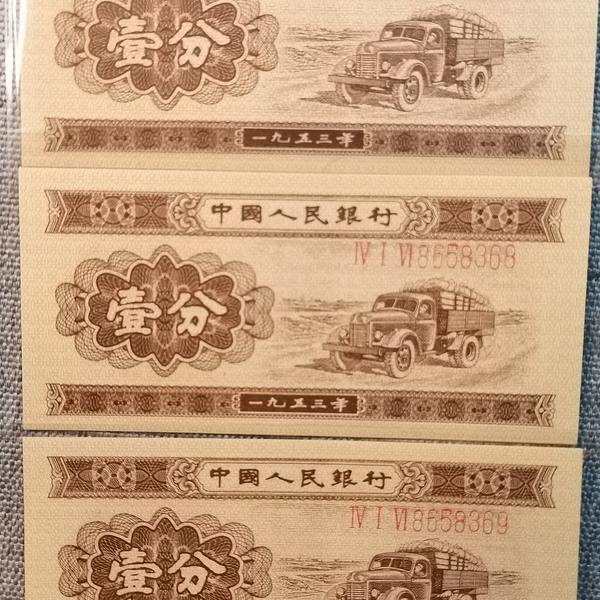 壹分
一九五三年
中國人民銀行
Ⅳ Ⅰ Ⅵ 8658368
壹分
一九五三年
中國人民銀行
Ⅳ Ⅰ Ⅵ 8658369
壹分